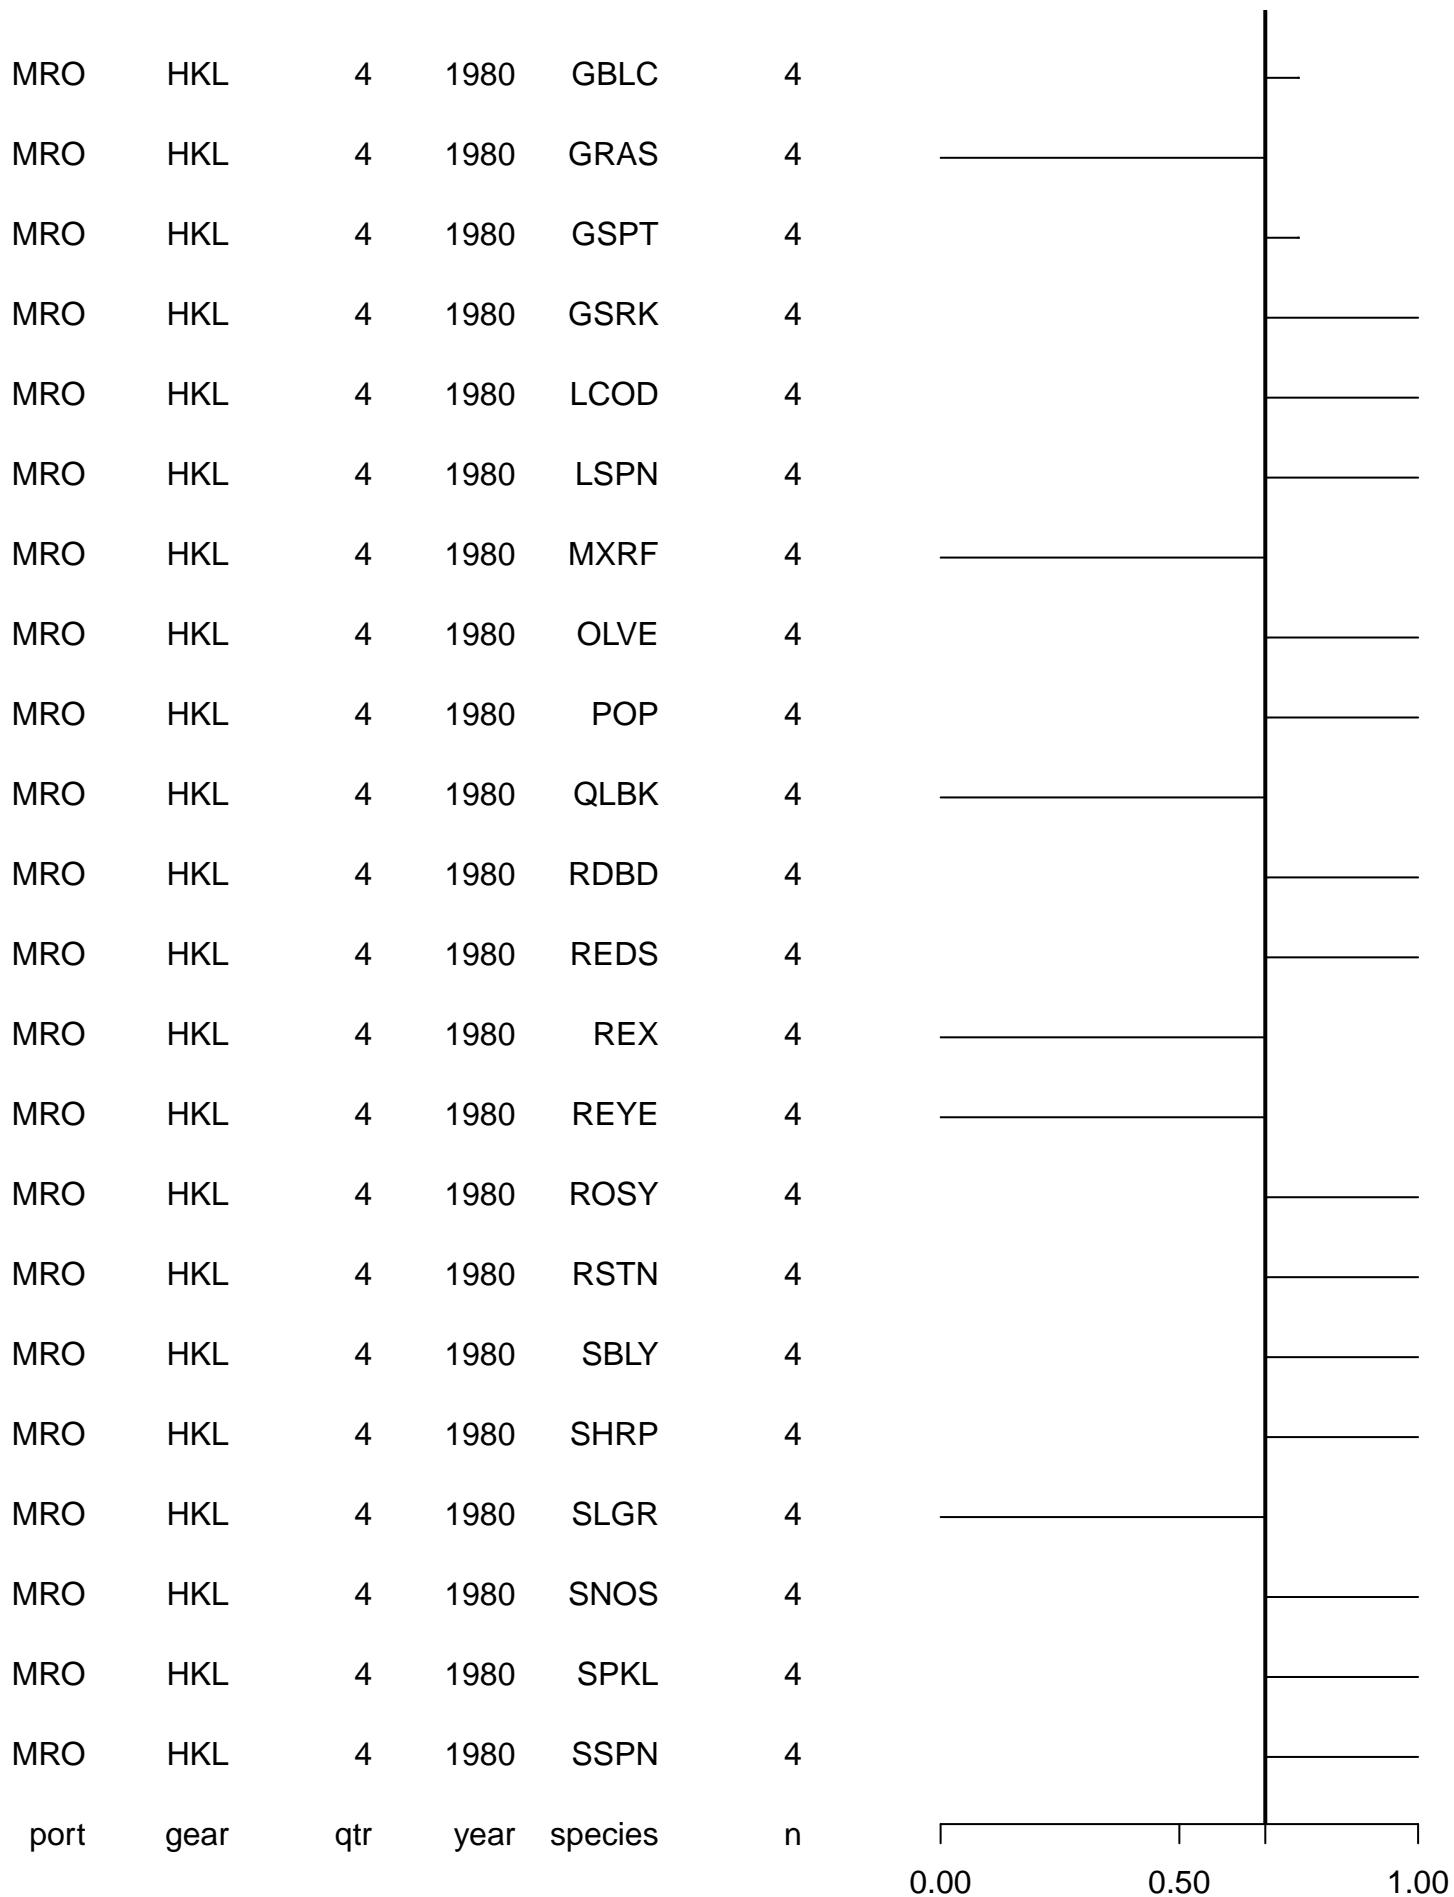 MRO HKL 4 1980 GBLC 4
MRO HKL 4 1980 GRAS 4
MRO HKL 4 1980 GSPT 4
MRO HKL 4 1980 GSRK 4
MRO HKL 4 1980 LCOD 4
MRO HKL 4 1980 LSPN 4
MRO HKL 4 1980 MXRF 4
MRO HKL 4 1980 OLVE 4
MRO HKL 4 1980 POP 4
MRO HKL 4 1980 QLBK 4
MRO HKL 4 1980 RDBD 4
MRO HKL 4 1980 REDS 4
MRO HKL 4 1980 REX 4
MRO HKL 4 1980 REYE 4
MRO HKL 4 1980 ROSY 4
MRO HKL 4 1980 RSTN 4
MRO HKL 4 1980 SBLY 4
MRO HKL 4 1980 SHRP 4
MRO HKL 4 1980 SLGR 4
MRO HKL 4 1980 SNOS 4
MRO HKL 4 1980 SPKL 4
MRO HKL 4 1980 SSPN 4
port gear qtr year species n
0.00 0.50 1.00